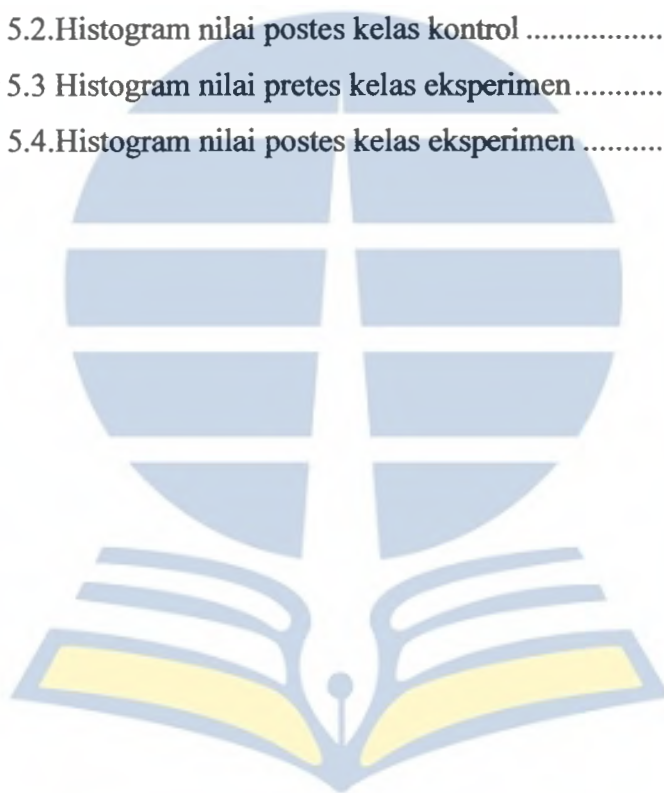 5.2.Histogram nilai postes kelas kontrol .................
5.3 Histogram nilai pretes kelas eksperimen...........
5.4.Histogram nilai postes kelas eksperimen ..........